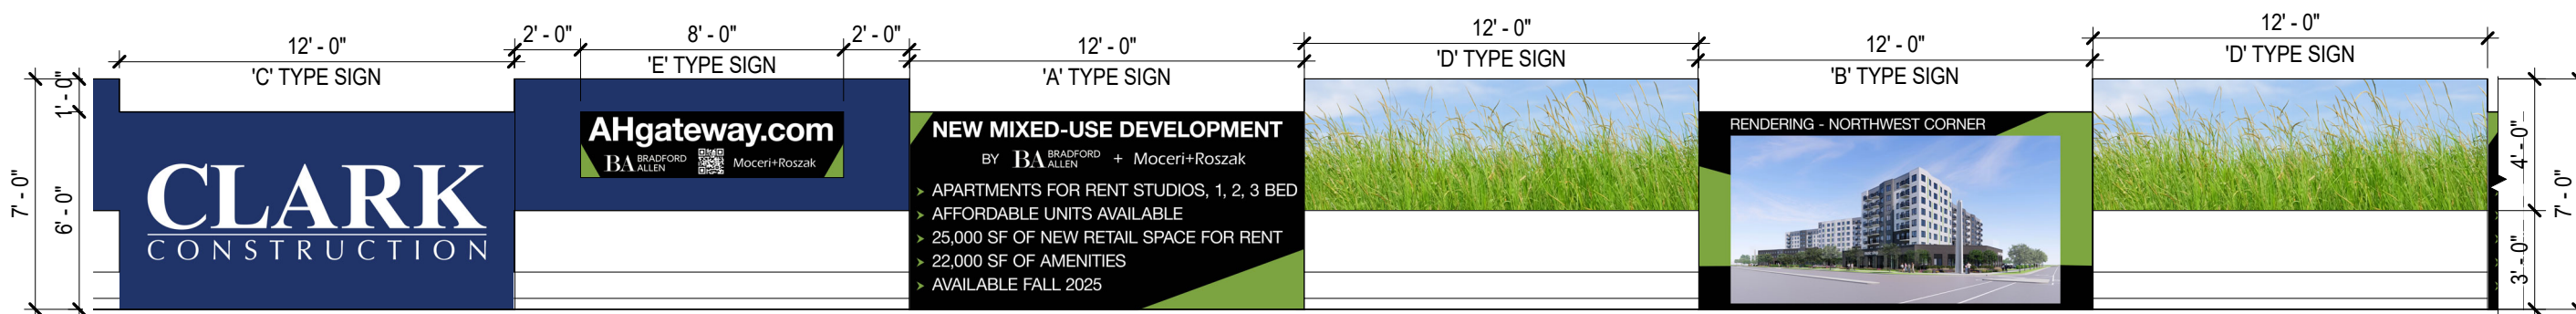 12' - 0"
'C' TYPE SIGN
2' - 0"
8' - 0"
2' - 0"
'E' TYPE SIGN
12' - 0"
'A' TYPE SIGN
12' - 0"
'D' TYPE SIGN
12' - 0"
'B' TYPE SIGN
12' - 0"
'D' TYPE SIGN
7' - 0"
1' - 0"
6' - 0"
CLARK
CONSTRUCTION
AHgateway.com
BA BRADFORD ALLEN
Moceri+Roszak
NEW MIXED-USE DEVELOPMENT
BY BA BRADFORD ALLEN + Moceri+Roszak
APARTMENTS FOR RENT STUDIOS, 1, 2, 3 BED
AFFORDABLE UNITS AVAILABLE
25,000 SF OF NEW RETAIL SPACE FOR RENT
22,000 SF OF AMENITIES
AVAILABLE FALL 2025
RENDERING - NORTHWEST CORNER
4' - 0"
3' - 0"
7' - 0"